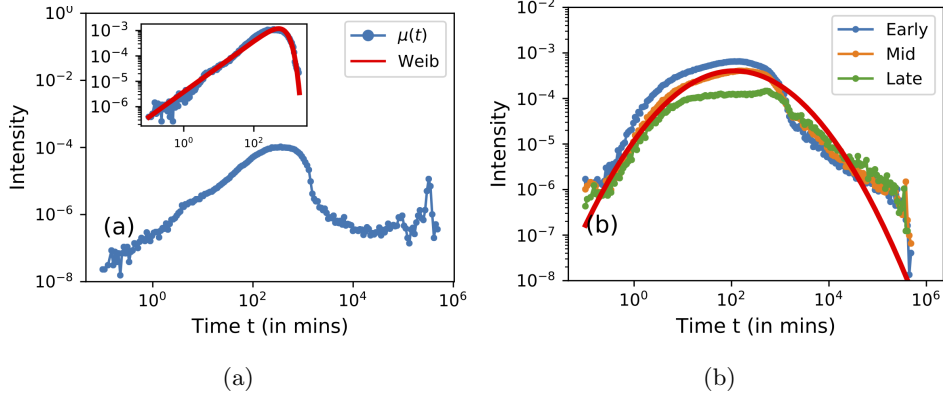 10^0
10^{-2}
10^{-4}
10^{-6}
10^{-8}
Intensity
10^{-3}
10^{-4}
10^{-5}
10^{-6}
10^0
10^2
μ(t)
Weib
(a)
10^0
10^2
10^4
10^6
Time t (in mins)
(a)
10^{-2}
10^{-3}
10^{-4}
10^{-5}
10^{-6}
10^{-7}
10^{-8}
Intensity
Early
Mid
Late
(b)
10^0
10^2
10^4
10^6
Time t (in mins)
(b)